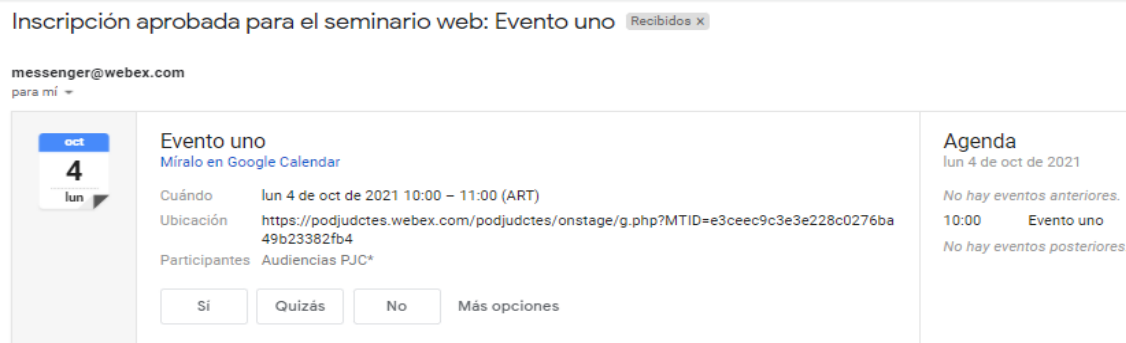 Inscripción aprobada para el seminario web: Evento uno Recibidos x
messenger@webex.com
para mí
oct
4
lun
Evento uno
Míralo en Google Calendar
Cuándo lun 4 de oct de 2021 10:00 – 11:00 (ART)
Ubicación https://podjudctes.webex.com/podjudctes/onstage/g.php?MTID=e3ceec9c3e3e228c0276ba
49b23382fb4
Participantes Audiencias PJC*
Sí Quizás No Más opciones
Agenda
lun 4 de oct de 2021
No hay eventos anteriores.
10:00 Evento uno
No hay eventos posteriores